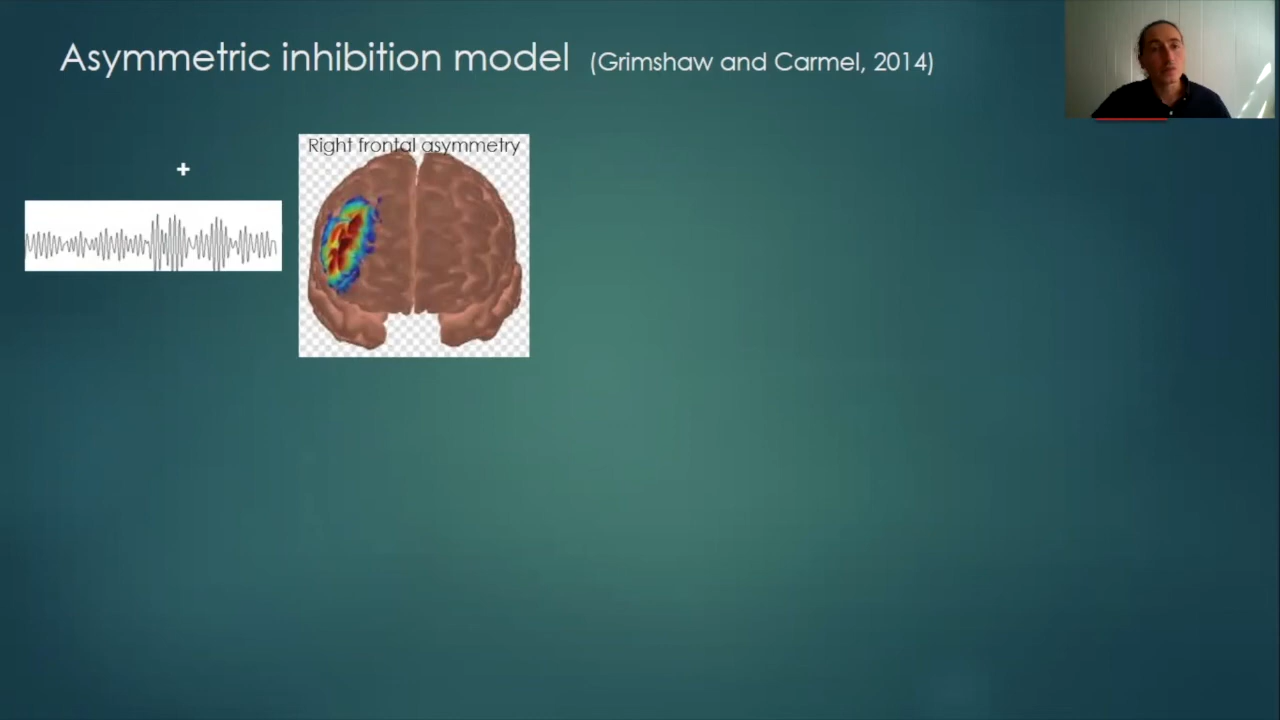 Asymmetric inhibition model (Grimshaw and Carmel, 2014)
+
Right frontal asymmetry